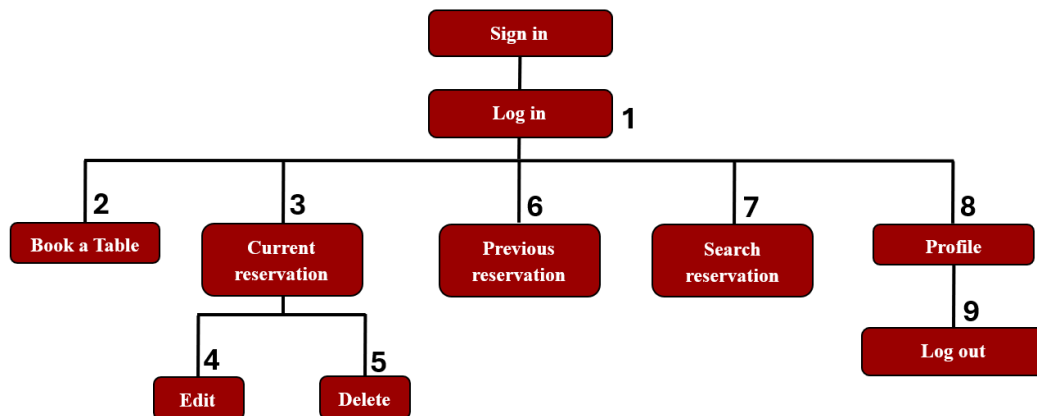 Sign in
Log in
1
2
3
6
7
8
Book a Table
Current
reservation
Previous
reservation
Search
reservation
Profile
9
Log out
4
5
Edit
Delete